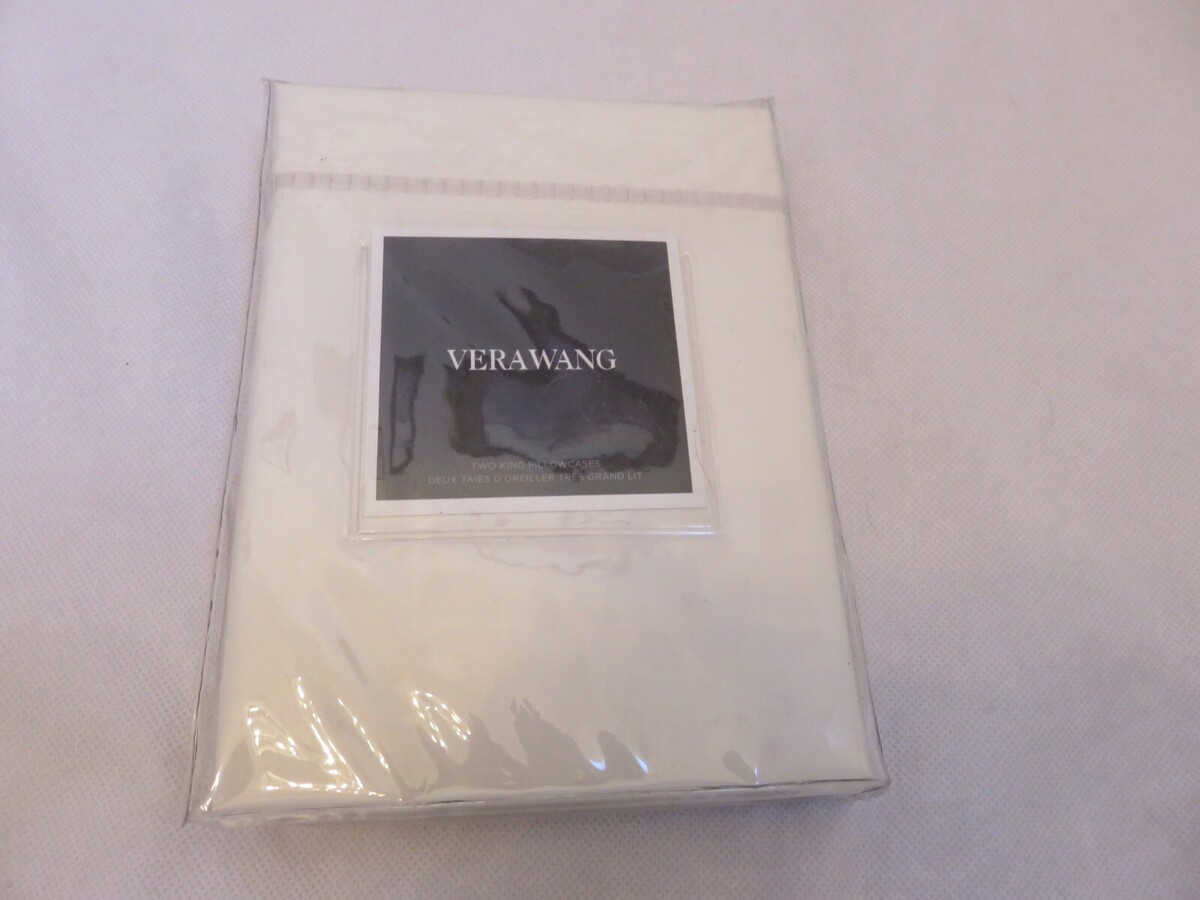 VERAWANG
TWO KING PILLOWCASES
DEUX TAIES D'OREILLER TRÈS GRAND LIT